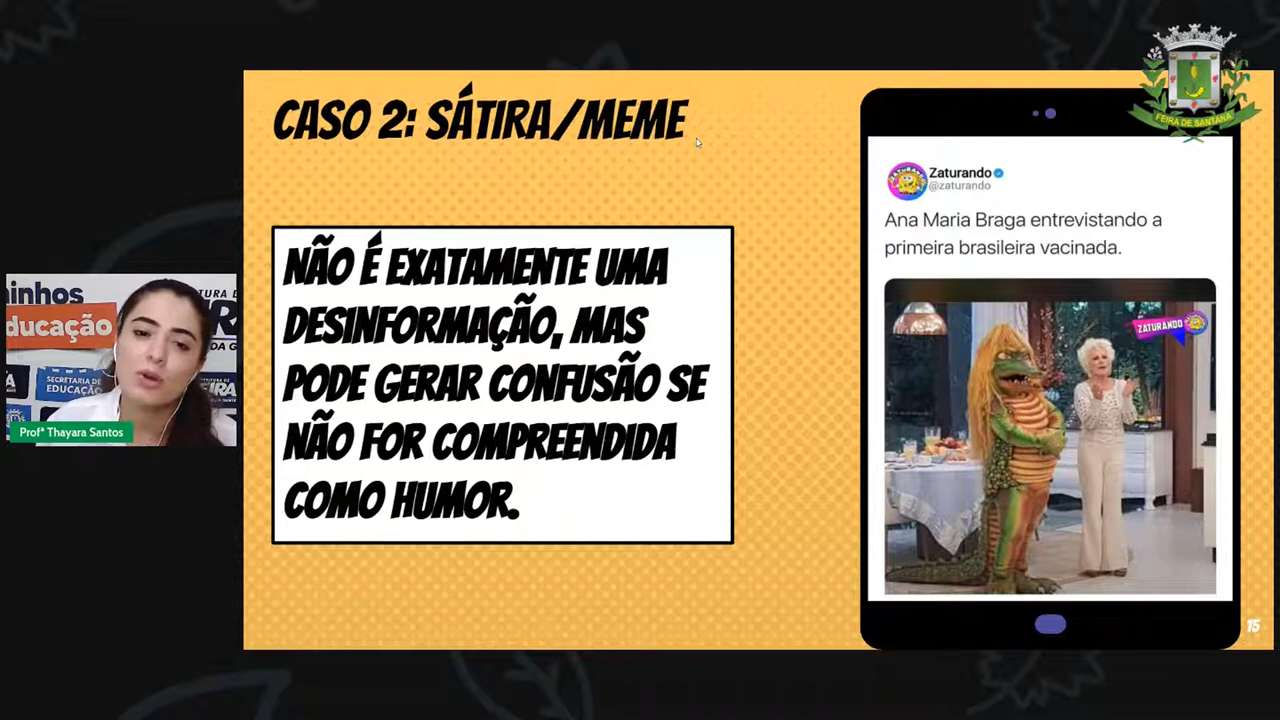 CASO 2: SÁTIRA/MEME
NÃO É EXATAMENTE UMA
DESINFORMAÇÃO, MAS
PODE GERAR CONFUSÃO SE
NÃO FOR COMPREENDIDA
COMO HUMOR.
Zaturando
@zaturando
Ana Maria Braga entrevistando a
primeira brasileira vacinada.
ZATURANDO
FEIRA DE SANTANA
15
ducação
SECRETARIA DE
EDUCAÇÃO
Profª Thayara Santos